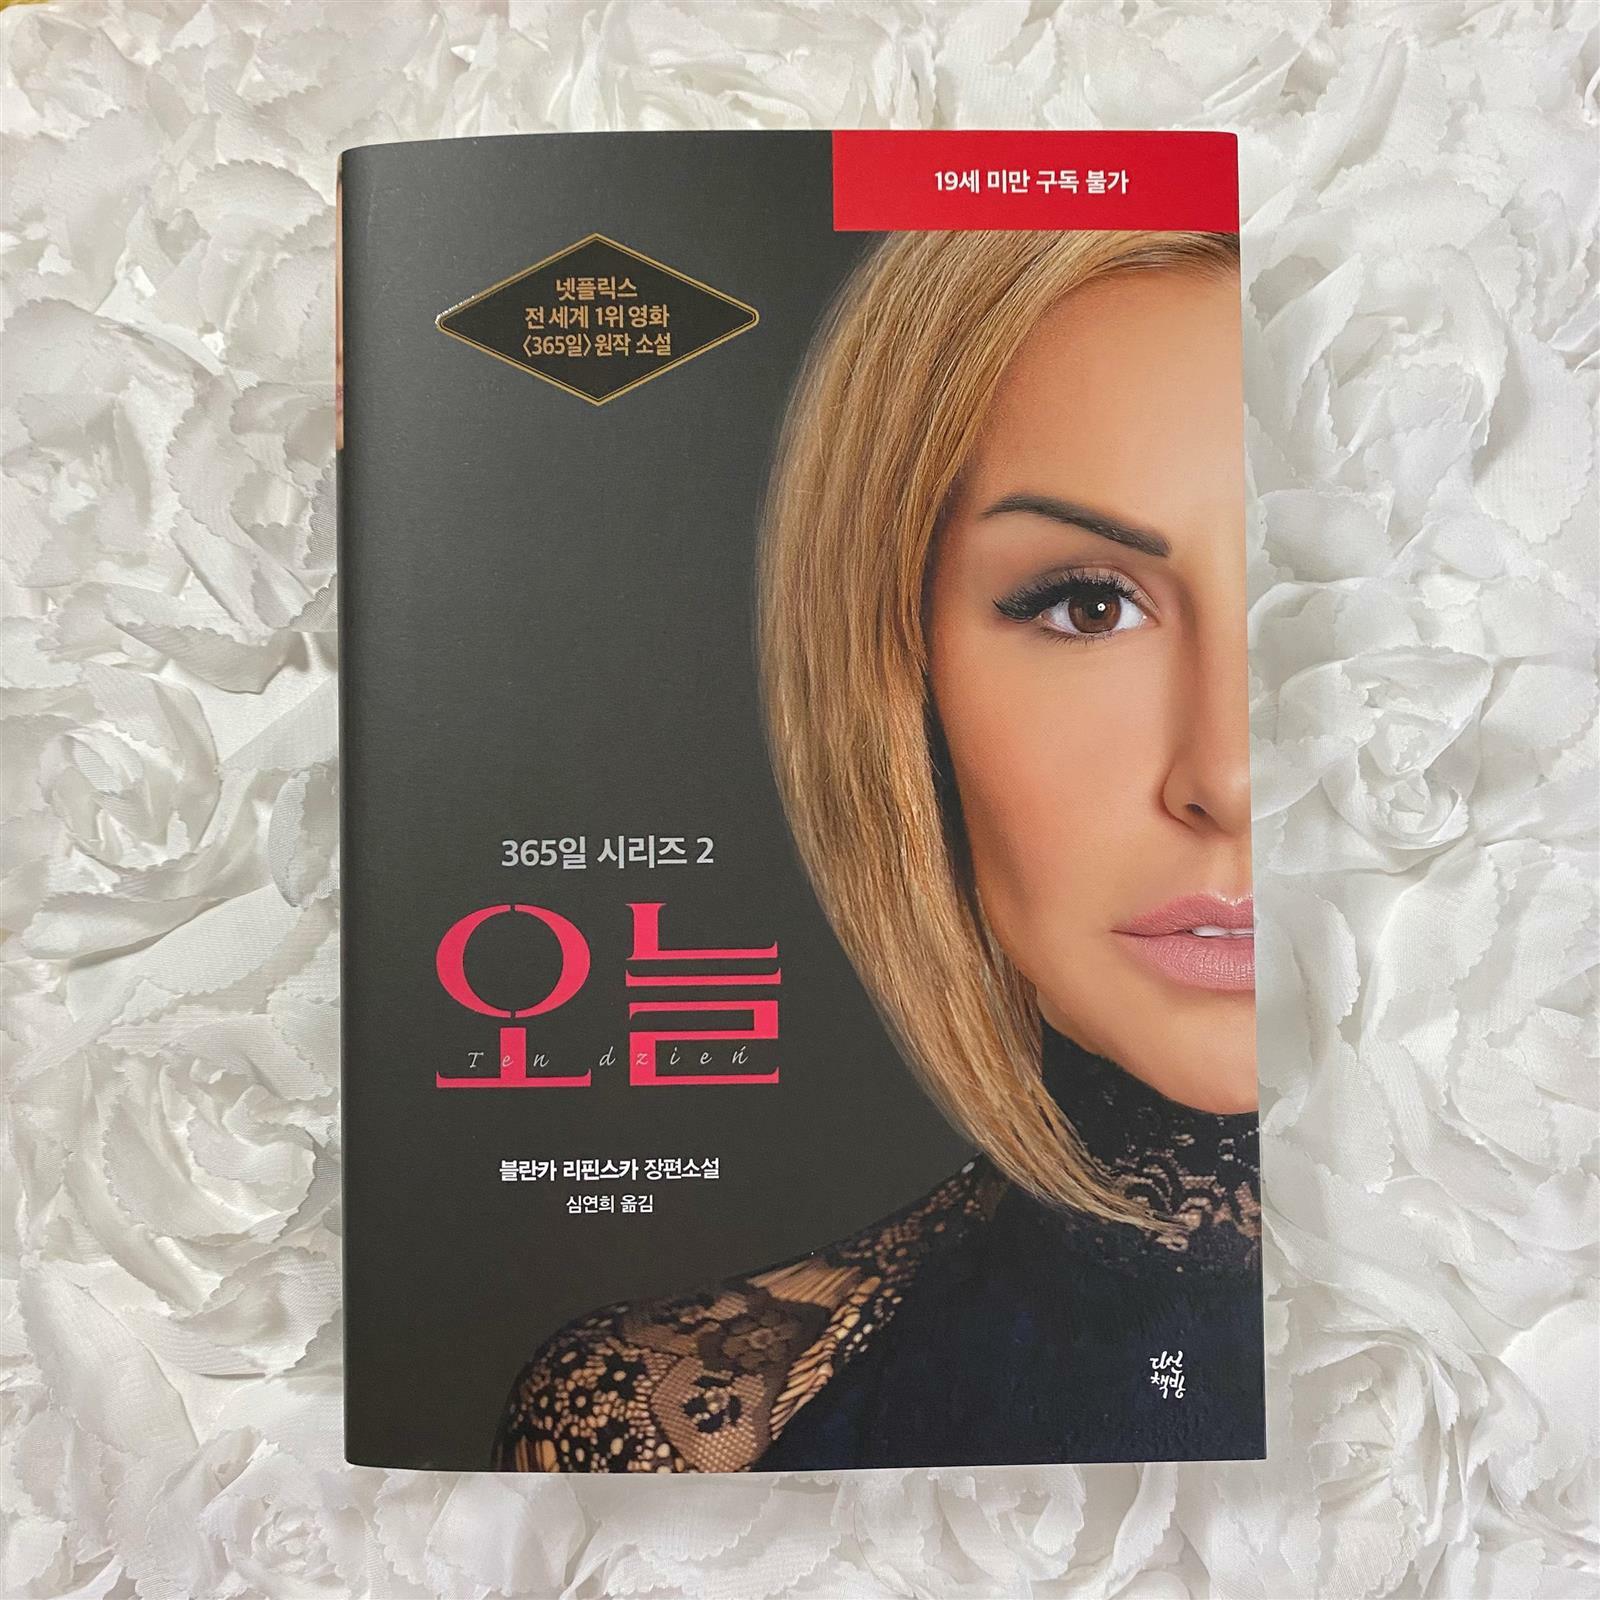 19세 미만 구독 불가
넷플릭스
전 세계 1위 영화
〈365일〉 원작 소설
365일 시리즈 2
오늘
Ten dzień
블란카 리핀스카 장편소설
심연희 옮김
다산
책방